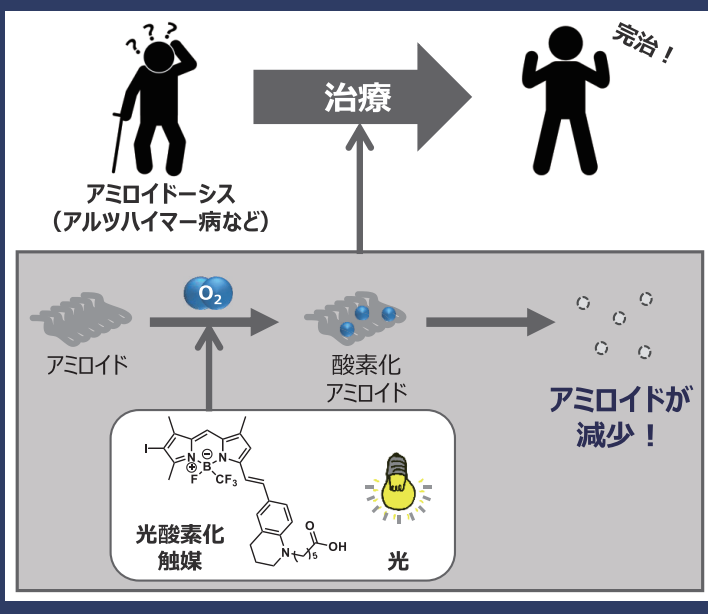 ? ? ?
治療
完治！
アミロイドーシス
（アルツハイマー病など）
O₂
アミロイド
酸素化
アミロイド
アミロイドが
減少！
I
N
⊕
B
⊖
N
F
CF₃
N
5
O
OH
光酸素化
触媒
光